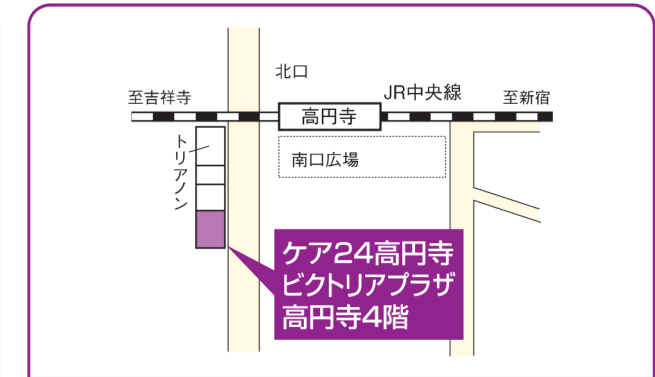 北口
至吉祥寺
JR中央線
至新宿
高円寺
トリアノン
南口広場
ケア24高円寺
ビクトリアプラザ
高円寺4階